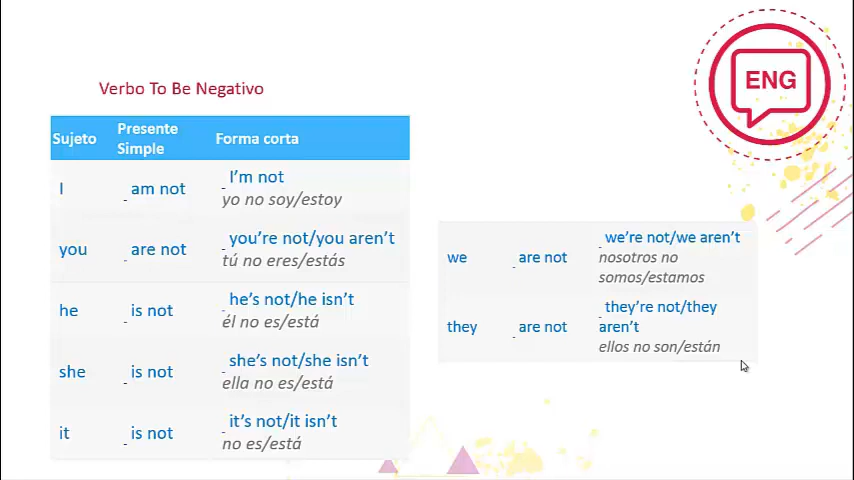 ENG
Verbo To Be Negativo
Sujeto Presente Simple Forma corta
I am not I'm not
yo no soy/estoy
you are not you're not/you aren't
tú no eres/estás
he is not he's not/he isn't
él no es/está
she is not she's not/she isn't
ella no es/está
it is not it's not/it isn't
no es/está
we are not we're not/we aren't
nosotros no
somos/estamos
they are not they're not/they
aren't
ellos no son/están